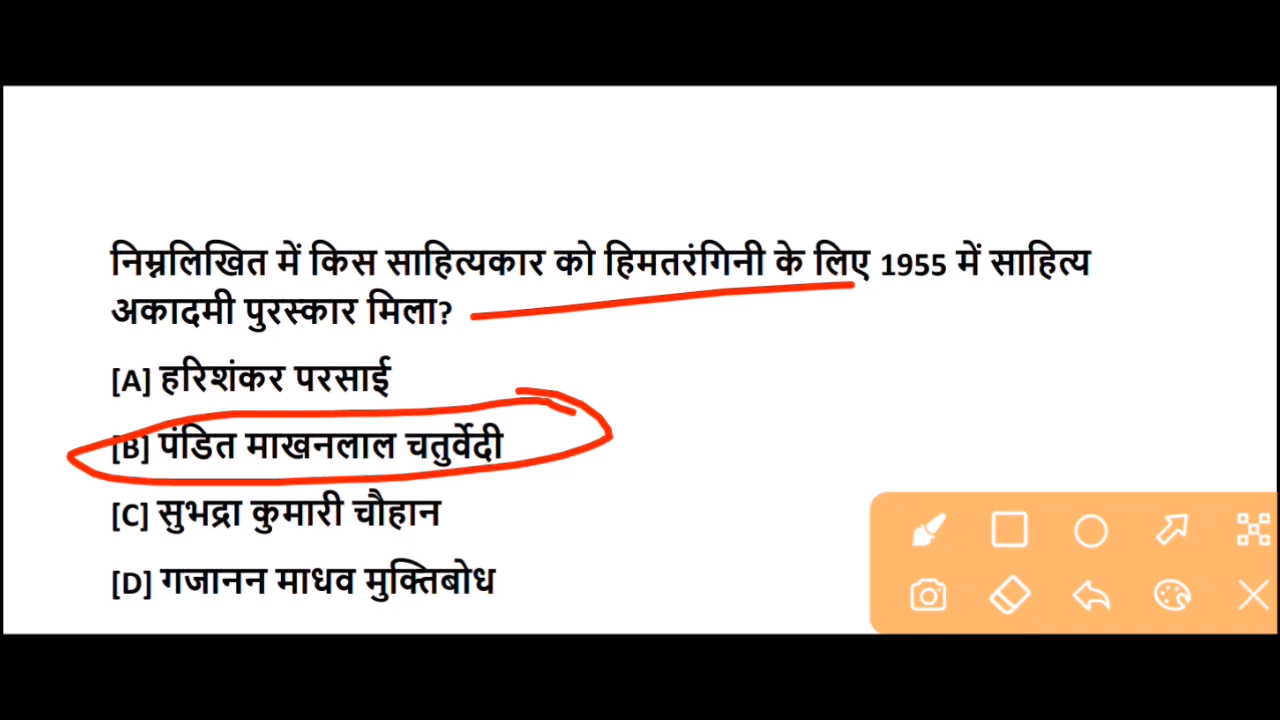 निम्नलिखित में किस साहित्यकार को हिमतरंगिनी के लिए 1955 में साहित्य
अकादमी पुरस्कार मिला?
[A] हरिशंकर परसाई
[B] पंडित माखनलाल चतुर्वेदी
[C] सुभद्रा कुमारी चौहान
[D] गजानन माधव मुक्तिबोध